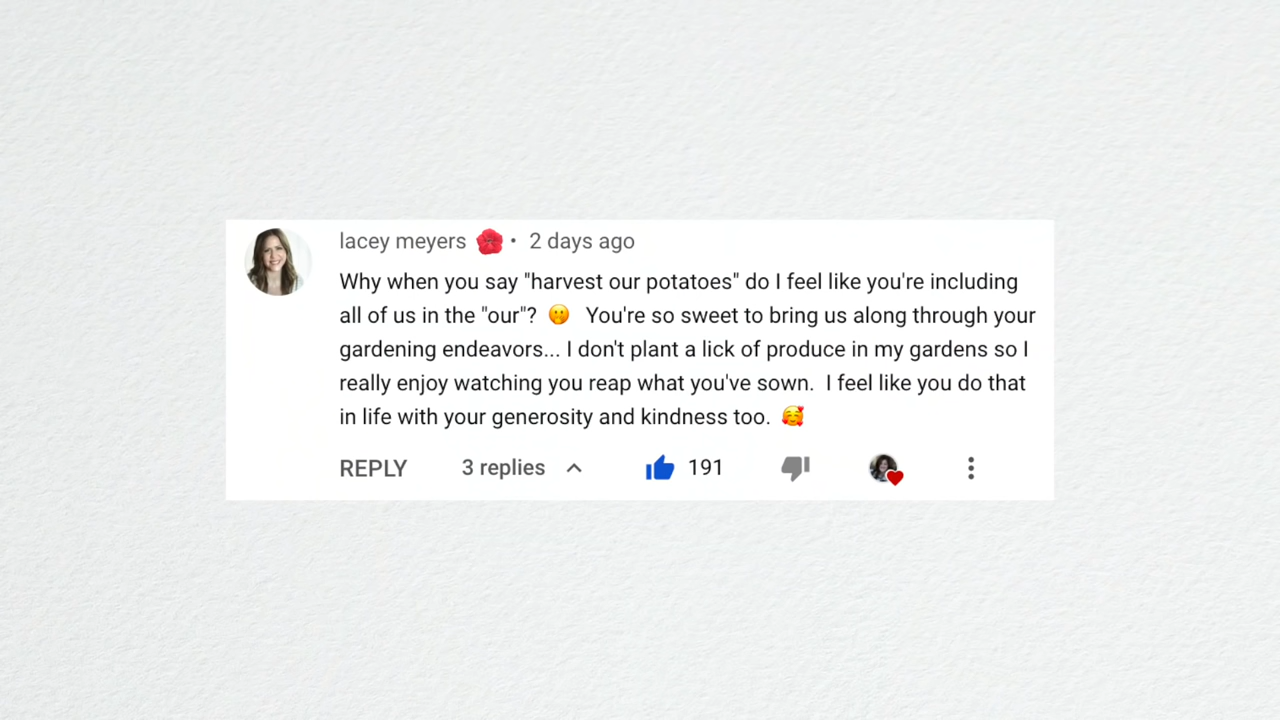 lacey meyers 🌺 • 2 days ago
Why when you say "harvest our potatoes" do I feel like you're including
all of us in the "our"? 🤭 You're so sweet to bring us along through your
gardening endeavors... I don't plant a lick of produce in my gardens so I
really enjoy watching you reap what you've sown. I feel like you do that
in life with your generosity and kindness too. 🥰
REPLY 3 replies 191